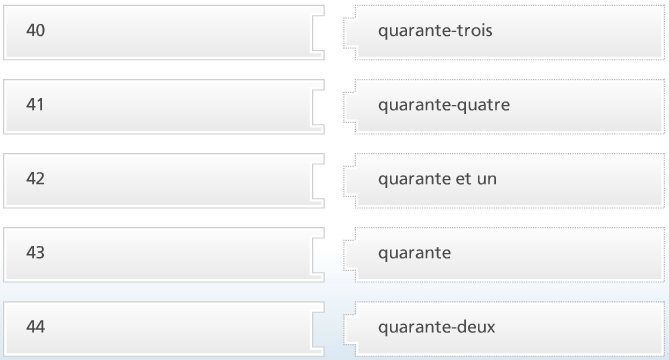 40 quarante-trois
41 quarante-quatre
42 quarante et un
43 quarante
44 quarante-deux